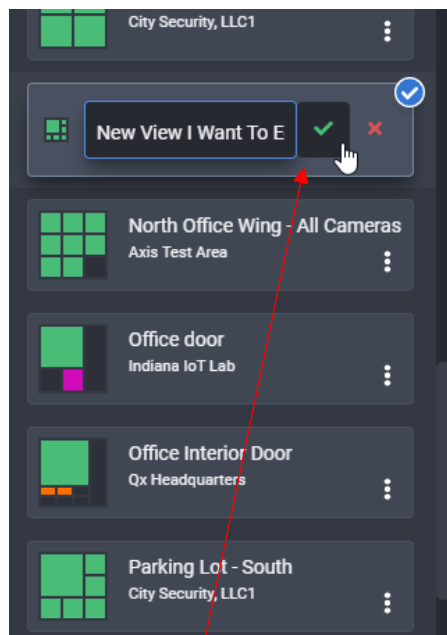 City Security, LLC1
New View I Want To E
North Office Wing - All Cameras
Axis Test Area
Office door
Indiana IoT Lab
Office Interior Door
Qx Headquarters
Parking Lot - South
City Security, LLC1